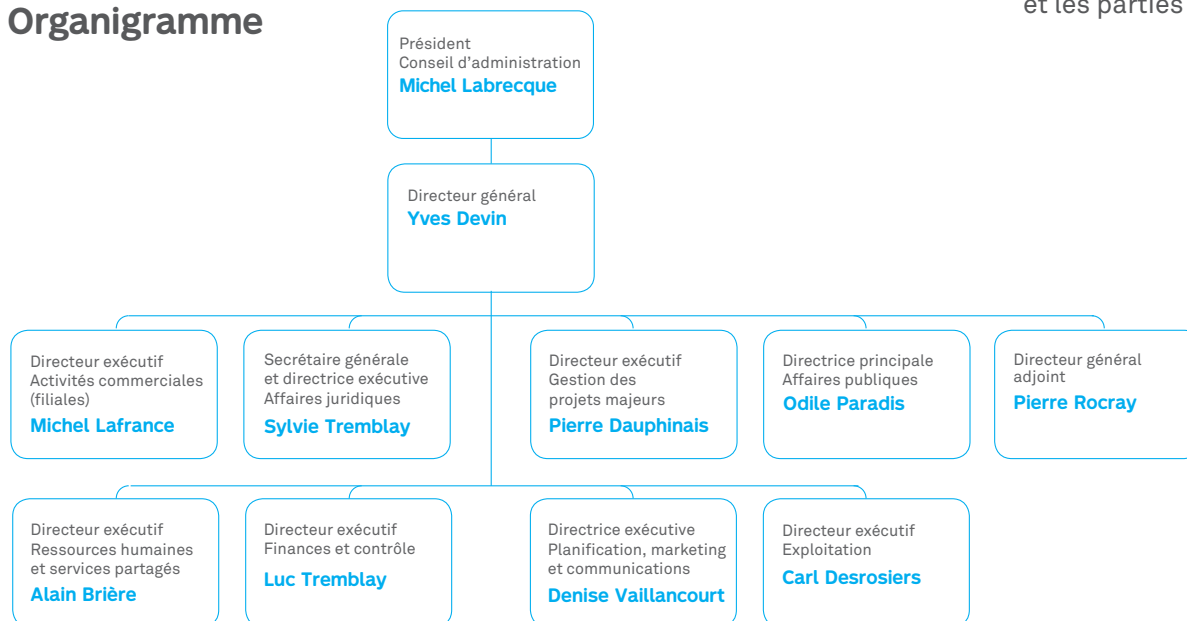 et les parties
Organigramme
Président
Conseil d’administration
Michel Labrecque
Directeur général
Yves Devin
Directeur exécutif
Activités commerciales
(filiales)
Michel Lafrance
Secrétaire générale
et directrice exécutive
Affaires juridiques
Sylvie Tremblay
Directeur exécutif
Gestion des
projets majeurs
Pierre Dauphinais
Directrice principale
Affaires publiques
Odile Paradis
Directeur général
adjoint
Pierre Rocray
Directeur exécutif
Ressources humaines
et services partagés
Alain Brière
Directeur exécutif
Finances et contrôle
Luc Tremblay
Directrice exécutive
Planification, marketing
et communications
Denise Vaillancourt
Directeur exécutif
Exploitation
Carl Desrosiers